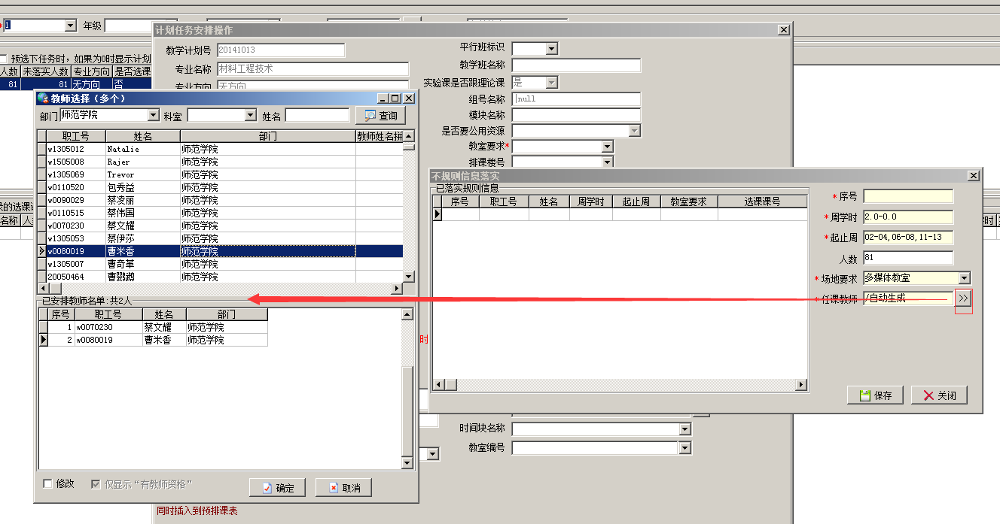 *1 年级
预选下任务时，如果为0时显示计划
人数 未落实人数 专业方向 是否选课
81 81 无方向 否
计划任务安排操作
教学计划号 20141013
专业名称 材料工程技术
专业方向 无方向
平行班标识
教学班名称
实验课是否跟理论课 是
组号名称 null
模块名称
是否要公用资源
教室要求*
排课楼号
教师选择（多个）
部门 师范学院 科室 姓名 查询
职工号 姓名 部门 教师姓名拼
w1305012 Natalie 师范学院
w1505008 Rajer 师范学院
w1305069 Trevor 师范学院
w0110520 包秀益 师范学院
w0090029 蔡凌丽 师范学院
w0110515 蔡伟国 师范学院
w0070230 蔡文耀 师范学院
w1305053 蔡伊莎 师范学院
w0080019 曹米香 师范学院
w1305007 曹奇革 师范学院
20050464 曹鹦鹉 师范学院
已安排教师名单:共2人
序号 职工号 姓名 部门
1 w0070230 蔡文耀 师范学院
2 w0080019 曹米香 师范学院
修改 仅显示“有教师资格”
确定 取消
不规则信息落实
已落实规则信息
序号 职工号 姓名 周学时 起止周 教室要求 选课课号
*序号
*周学时 2.0-0.0
*起止周 02-04,06-08,11-13
人数 81
*场地要求 多媒体教室
*任课教师 /自动生成 >>
保存 关闭
的选课
名称 人
时
时
时间块名称
教室编号
同时插入到预排课表